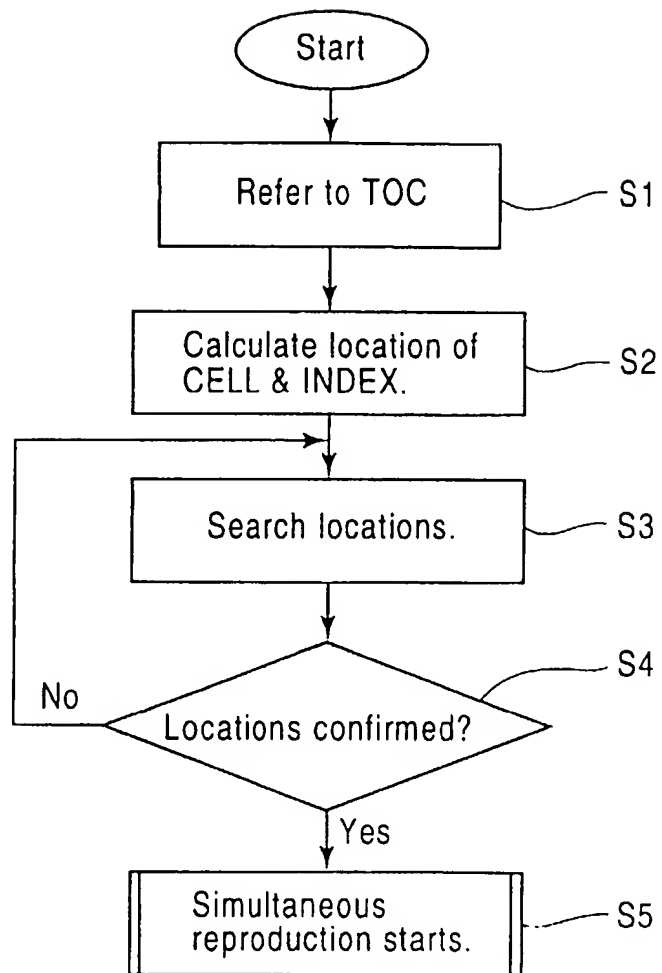 Start
Refer to TOC
S1
Calculate location of
CELL & INDEX.
S2
Search locations.
S3
S4
No
Locations confirmed?
Yes
Simultaneous
reproduction starts.
S5